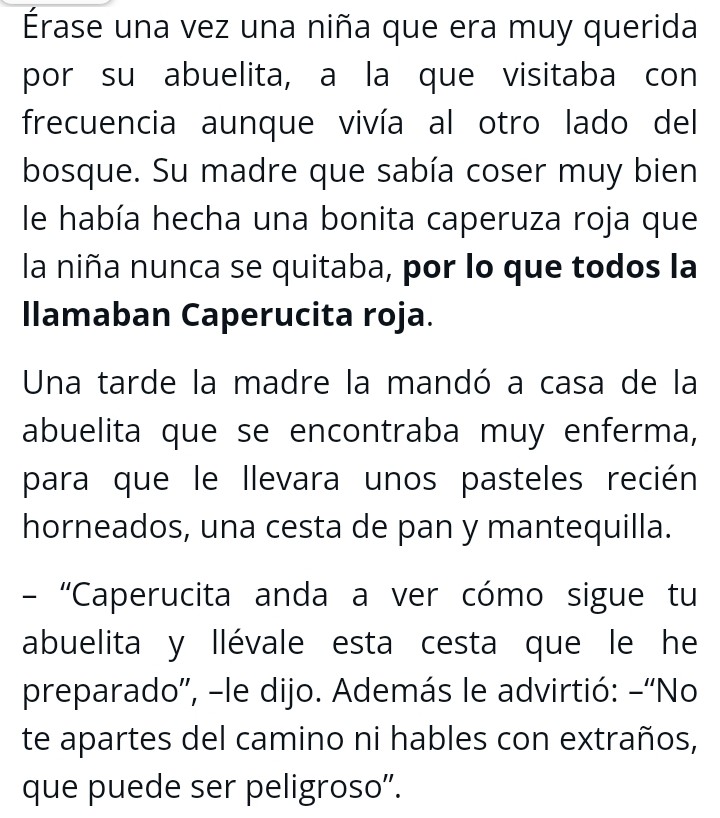 Érase una vez una niña que era muy querida
por su abuelita, a la que visitaba con
frecuencia aunque vivía al otro lado del
bosque. Su madre que sabía coser muy bien
le había hecha una bonita caperuza roja que
la niña nunca se quitaba, por lo que todos la
llamaban Caperucita roja.
Una tarde la madre la mandó a casa de la
abuelita que se encontraba muy enferma,
para que le llevara unos pasteles recién
horneados, una cesta de pan y mantequilla.
– “Caperucita anda a ver cómo sigue tu
abuelita y llévale esta cesta que le he
preparado”, –le dijo. Además le advirtió: –“No
te apartes del camino ni hables con extraños,
que puede ser peligroso”.